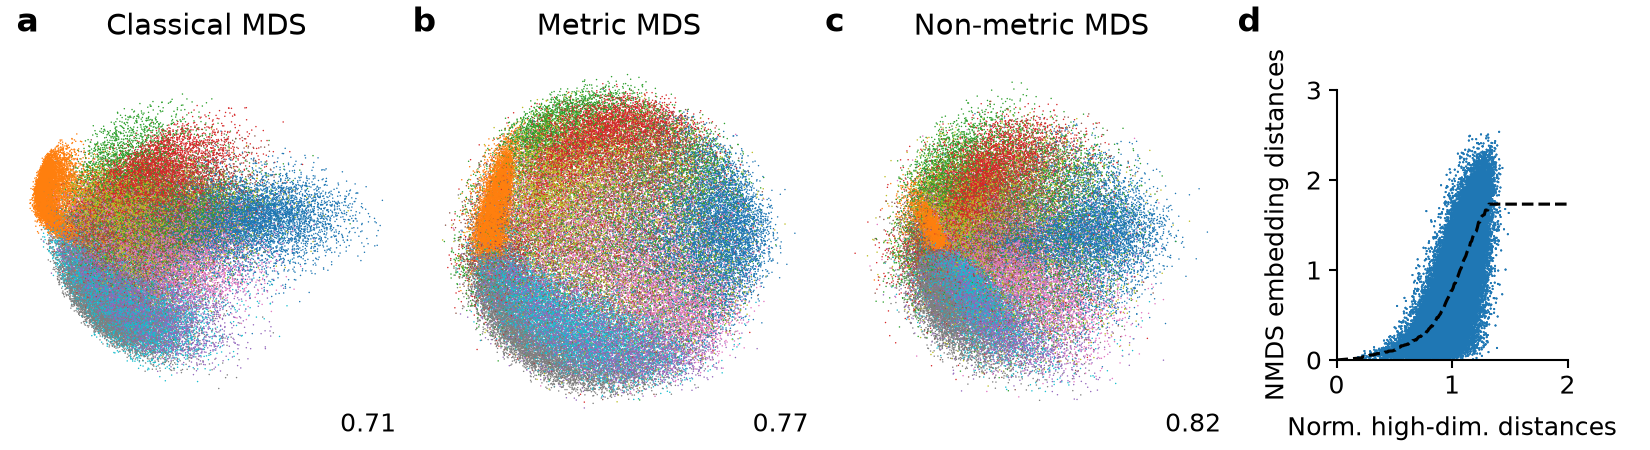 a Classical MDS
0.71
b Metric MDS
0.77
c Non-metric MDS
0.82
d
NMDS embedding distances
3
2
1
0
0 1 2
Norm. high-dim. distances